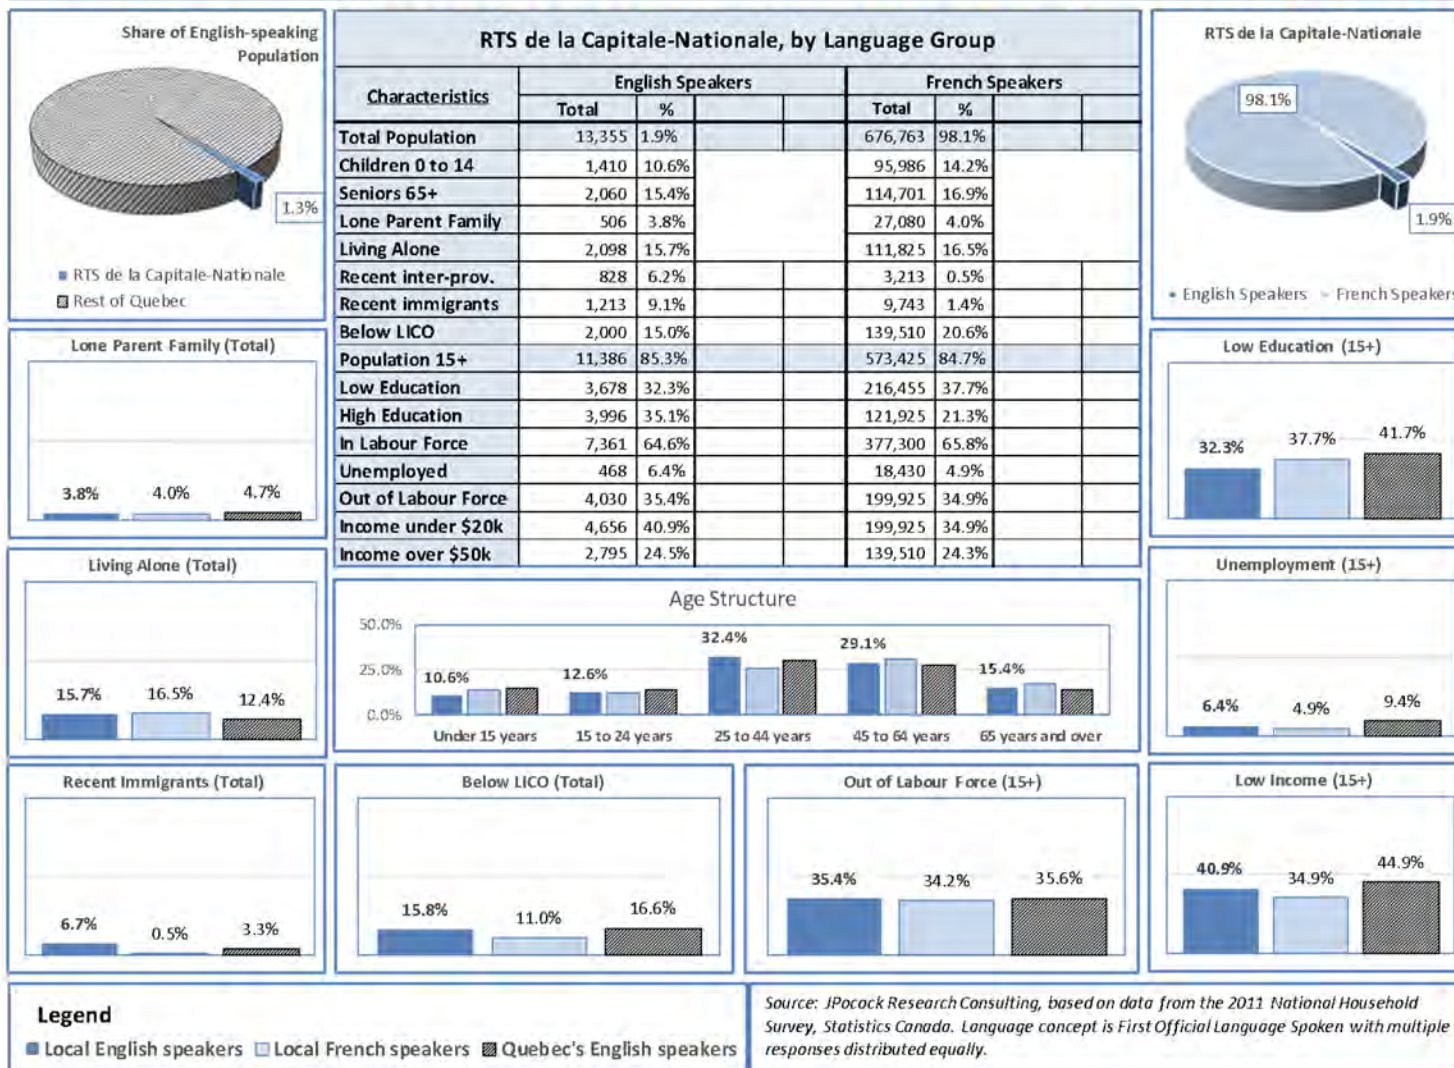 Share of English-speaking
Population
1.3%
RTS de la Capitale-Nationale
Rest of Quebec
RTS de la Capitale-Nationale, by Language Group
Characteristics English Speakers French Speakers
Total % Total %
Total Population 13,355 1.9% 676,763 98.1%
Children 0 to 14 1,410 10.6% 95,986 14.2%
Seniors 65+ 2,060 15.4% 114,701 16.9%
Lone Parent Family 506 3.8% 27,080 4.0%
Living Alone 2,098 15.7% 111,825 16.5%
Recent inter-prov. 828 6.2% 3,213 0.5%
Recent immigrants 1,213 9.1% 9,743 1.4%
Below LICO 2,000 15.0% 139,510 20.6%
Population 15+ 11,386 85.3% 573,425 84.7%
Low Education 3,678 32.3% 216,455 37.7%
High Education 3,996 35.1% 121,925 21.3%
In Labour Force 7,361 64.6% 377,300 65.8%
Unemployed 468 6.4% 18,430 4.9%
Out of Labour Force 4,030 35.4% 199,925 34.9%
Income under $20k 4,656 40.9% 199,925 34.9%
Income over $50k 2,795 24.5% 139,510 24.3%
RTS de la Capitale-Nationale
98.1%
1.9%
English Speakers French Speakers
Lone Parent Family (Total)
3.8% 4.0% 4.7%
Low Education (15+)
32.3% 37.7% 41.7%
Living Alone (Total)
15.7% 16.5% 12.4%
Age Structure
50.0%
25.0%
0.0%
10.6% 12.6% 32.4% 29.1% 15.4%
Under 15 years 15 to 24 years 25 to 44 years 45 to 64 years 65 years and over
Unemployment (15+)
6.4% 4.9% 9.4%
Recent Immigrants (Total)
6.7% 0.5% 3.3%
Below LICO (Total)
15.8% 11.0% 16.6%
Out of Labour Force (15+)
35.4% 34.2% 35.6%
Low Income (15+)
40.9% 34.9% 44.9%
Legend
Local English speakers Local French speakers Quebec's English speakers
Source: JPocock Research Consulting, based on data from the 2011 National Household
Survey, Statistics Canada. Language concept is First Official Language Spoken with multiple
responses distributed equally.